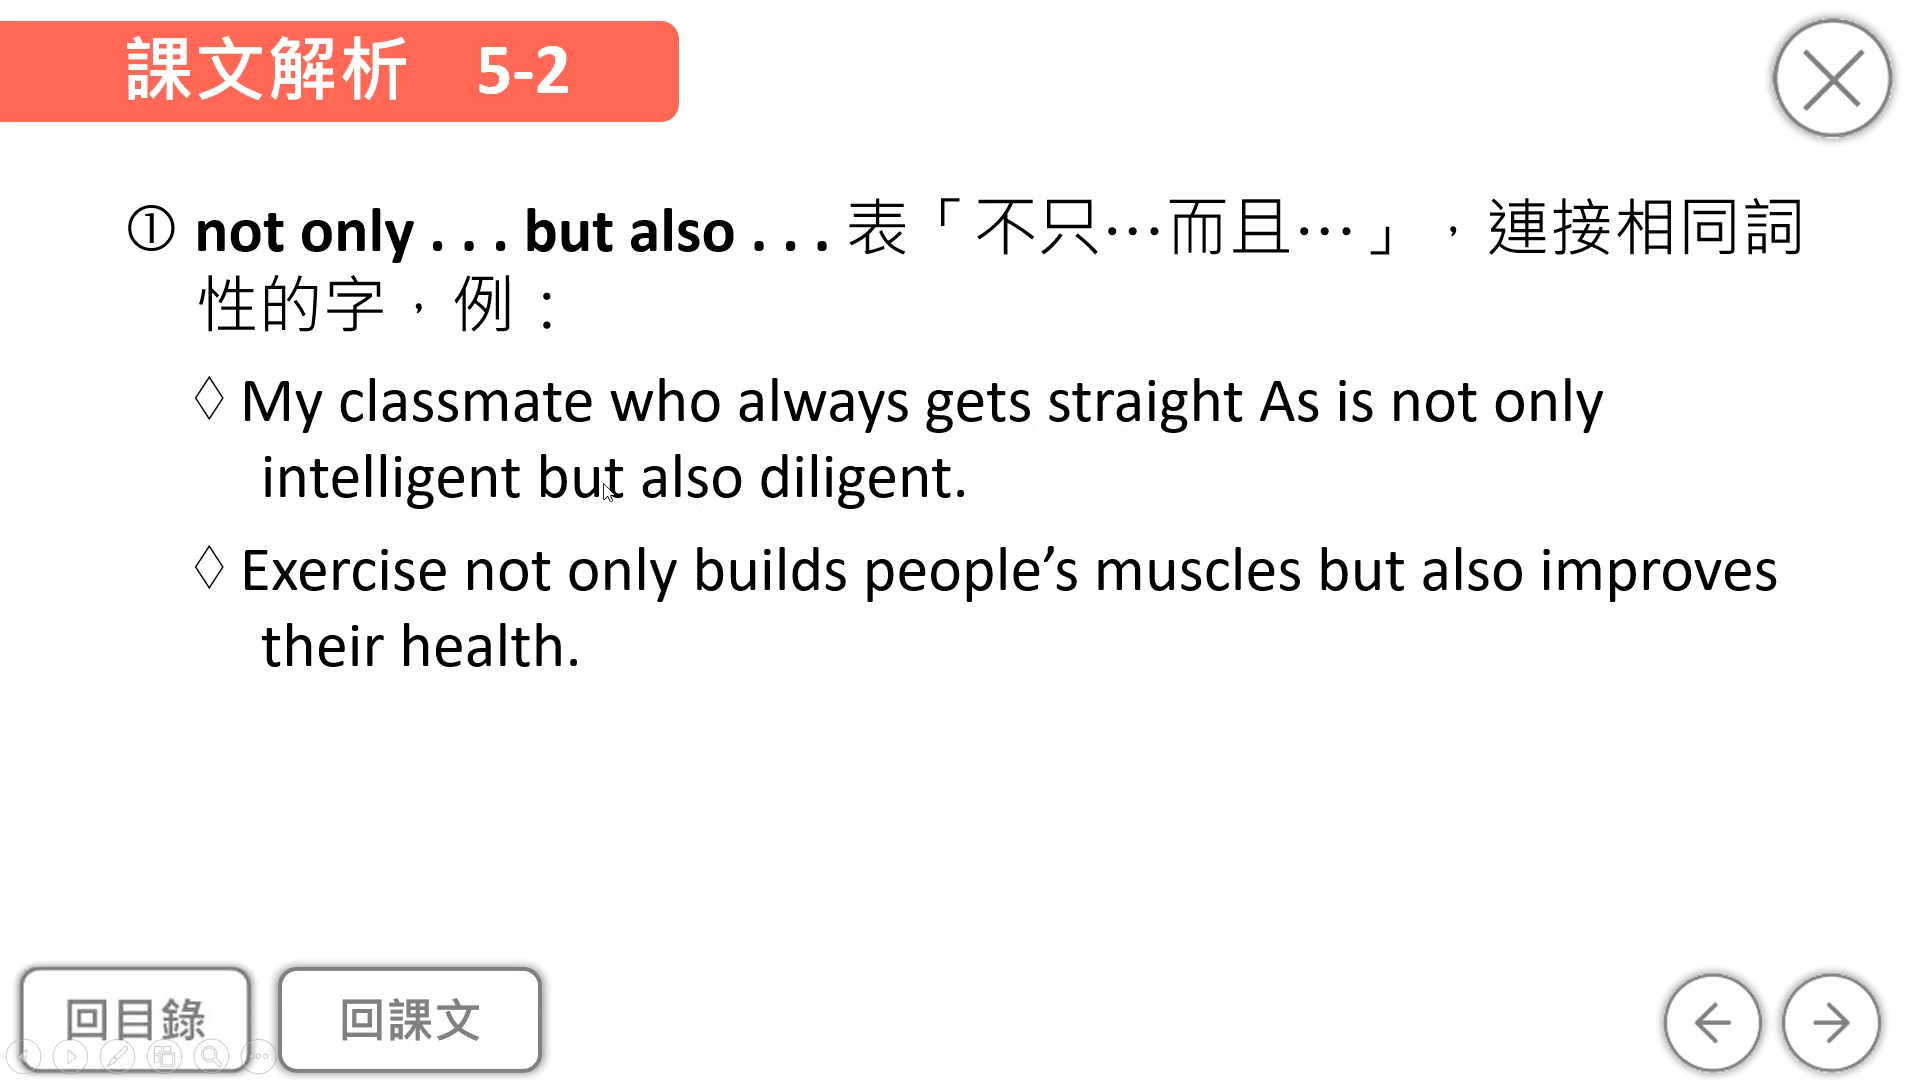 課文解析 5-2
① not only . . . but also . . . 表「不只…而且…」，連接相同詞
性的字，例：
◊ My classmate who always gets straight As is not only
intelligent but also diligent.
◊ Exercise not only builds people’s muscles but also improves
their health.
回目錄 回課文